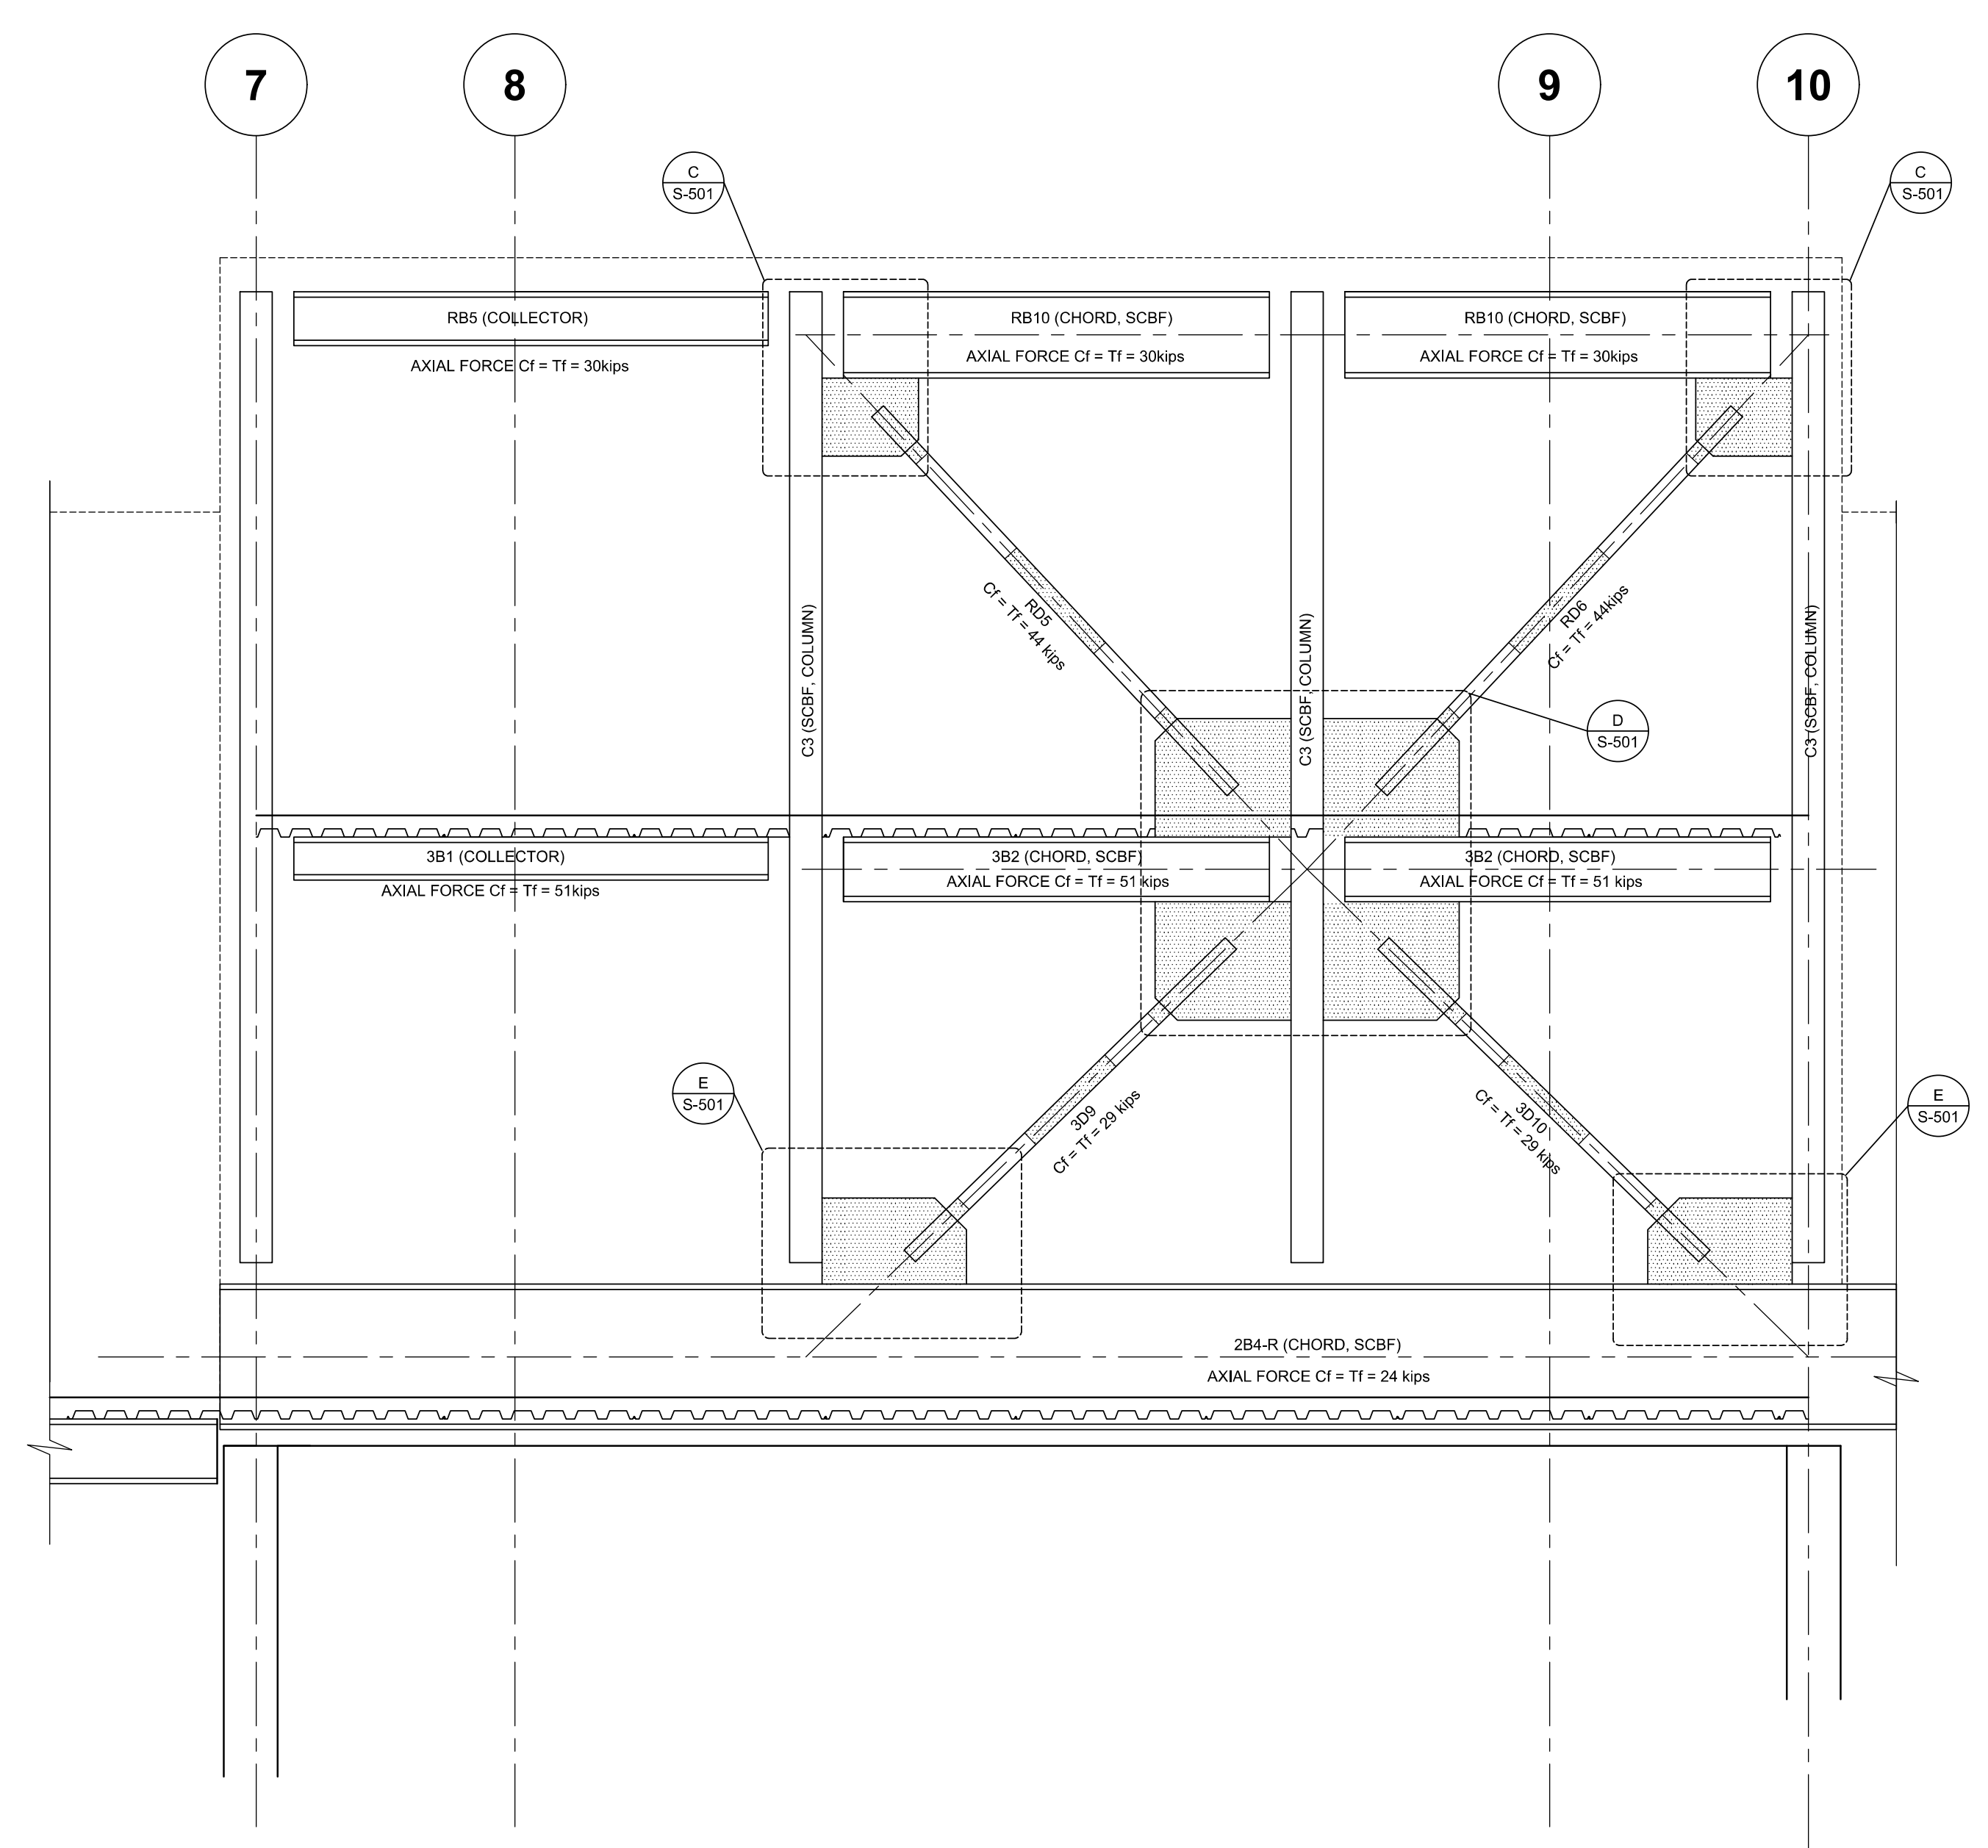 7
8
9
10
C
S-501
C
S-501
RB5 (COLLECTOR)
AXIAL FORCE Cf = Tf = 30kips
RB10 (CHORD, SCBF)
AXIAL FORCE Cf = Tf = 30kips
RB10 (CHORD, SCBF)
AXIAL FORCE Cf = Tf = 30kips
C3 (SCBF, COLUMN)
RD5
Cf = Tf = 44 kips
C3 (SCBF, COLUMN)
RD6
Cf = Tf = 44kips
C3 (SCBF, COLUMN)
D
S-501
3B1 (COLLECTOR)
AXIAL FORCE Cf = Tf = 51kips
3B2 (CHORD, SCBF)
AXIAL FORCE Cf = Tf = 51 kips
3B2 (CHORD, SCBF)
AXIAL FORCE Cf = Tf = 51 kips
E
S-501
3D9
Cf = Tf = 29 kips
3D10
Cf = Tf = 29 kips
E
S-501
2B4-R (CHORD, SCBF)
AXIAL FORCE Cf = Tf = 24 kips